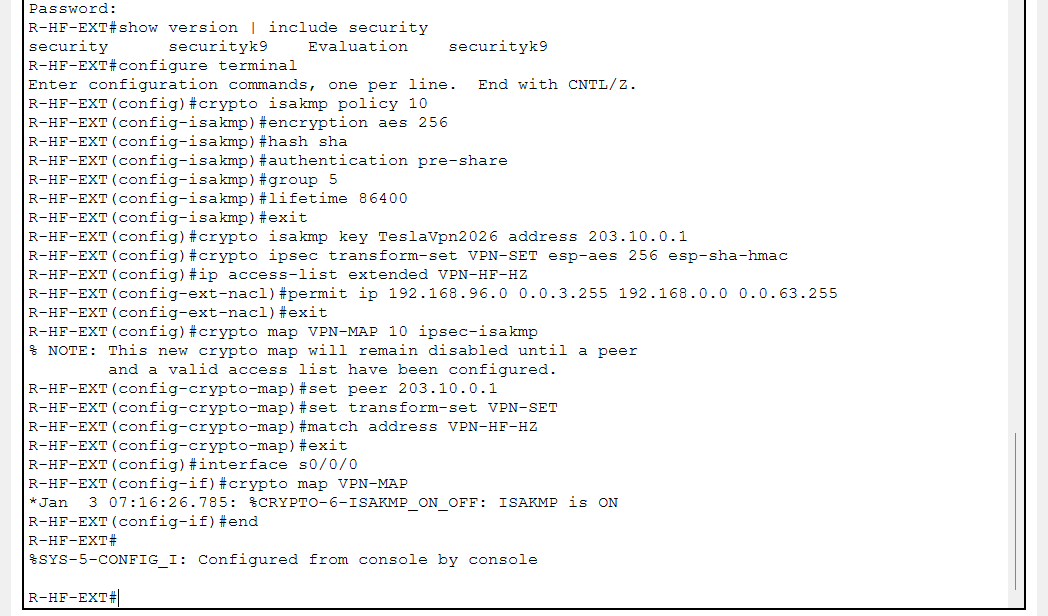 Password:
R-HF-EXT#show version | include security
security      securityk9    Evaluation    securityk9
R-HF-EXT#configure terminal
Enter configuration commands, one per line.  End with CNTL/Z.
R-HF-EXT(config)#crypto isakmp policy 10
R-HF-EXT(config-isakmp)#encryption aes 256
R-HF-EXT(config-isakmp)#hash sha
R-HF-EXT(config-isakmp)#authentication pre-share
R-HF-EXT(config-isakmp)#group 5
R-HF-EXT(config-isakmp)#lifetime 86400
R-HF-EXT(config-isakmp)#exit
R-HF-EXT(config)#crypto isakmp key TeslaVpn2026 address 203.10.0.1
R-HF-EXT(config)#crypto ipsec transform-set VPN-SET esp-aes 256 esp-sha-hmac
R-HF-EXT(config)#ip access-list extended VPN-HF-HZ
R-HF-EXT(config-ext-nacl)#permit ip 192.168.96.0 0.0.3.255 192.168.0.0 0.0.63.255
R-HF-EXT(config-ext-nacl)#exit
R-HF-EXT(config)#crypto map VPN-MAP 10 ipsec-isakmp
% NOTE: This new crypto map will remain disabled until a peer
        and a valid access list have been configured.
R-HF-EXT(config-crypto-map)#set peer 203.10.0.1
R-HF-EXT(config-crypto-map)#set transform-set VPN-SET
R-HF-EXT(config-crypto-map)#match address VPN-HF-HZ
R-HF-EXT(config-crypto-map)#exit
R-HF-EXT(config)#interface s0/0/0
R-HF-EXT(config-if)#crypto map VPN-MAP
*Jan  3 07:16:26.785: %CRYPTO-6-ISAKMP_ON_OFF: ISAKMP is ON
R-HF-EXT(config-if)#end
R-HF-EXT#
%SYS-5-CONFIG_I: Configured from console by console
R-HF-EXT#